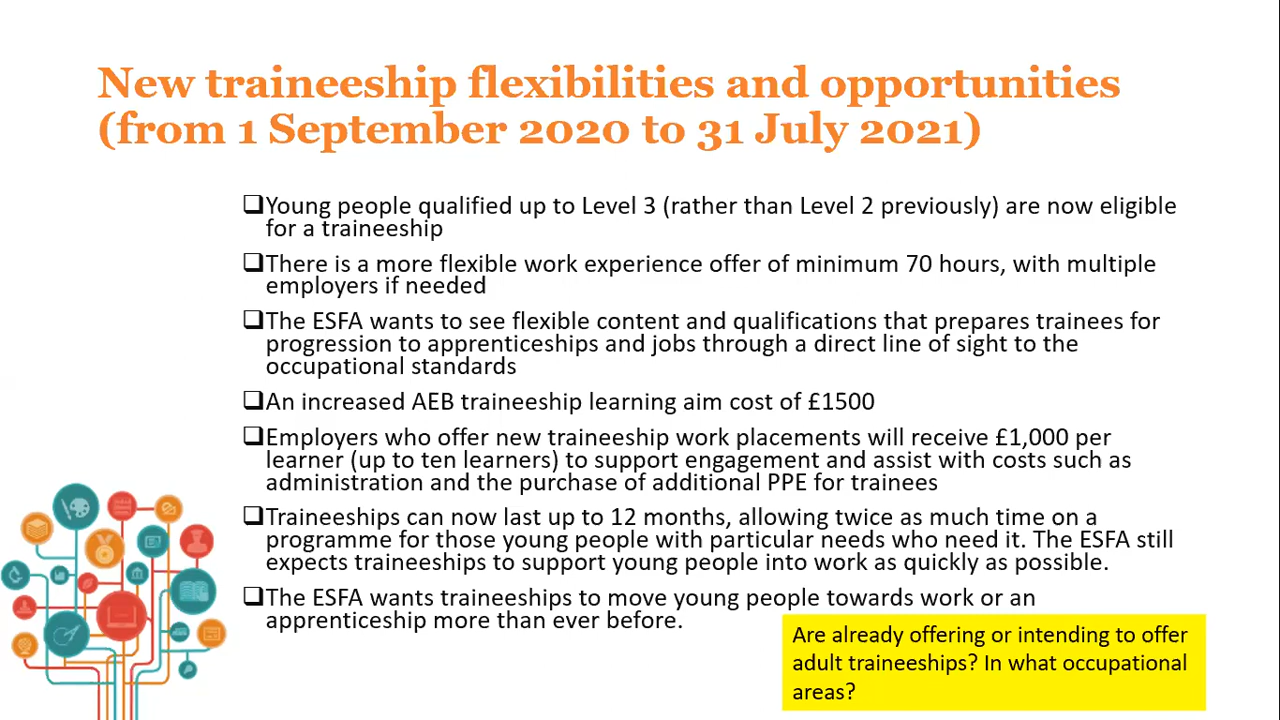 New traineeship flexibilities and opportunities
(from 1 September 2020 to 31 July 2021)
❑Young people qualified up to Level 3 (rather than Level 2 previously) are now eligible
for a traineeship
❑There is a more flexible work experience offer of minimum 70 hours, with multiple
employers if needed
❑The ESFA wants to see flexible content and qualifications that prepares trainees for
progression to apprenticeships and jobs through a direct line of sight to the
occupational standards
❑An increased AEB traineeship learning aim cost of £1500
❑Employers who offer new traineeship work placements will receive £1,000 per
learner (up to ten learners) to support engagement and assist with costs such as
administration and the purchase of additional PPE for trainees
❑Traineeships can now last up to 12 months, allowing twice as much time on a
programme for those young people with particular needs who need it. The ESFA still
expects traineeships to support young people into work as quickly as possible.
❑The ESFA wants traineeships to move young people towards work or an
apprenticeship more than ever before.
Are already offering or intending to offer
adult traineeships? In what occupational
areas?